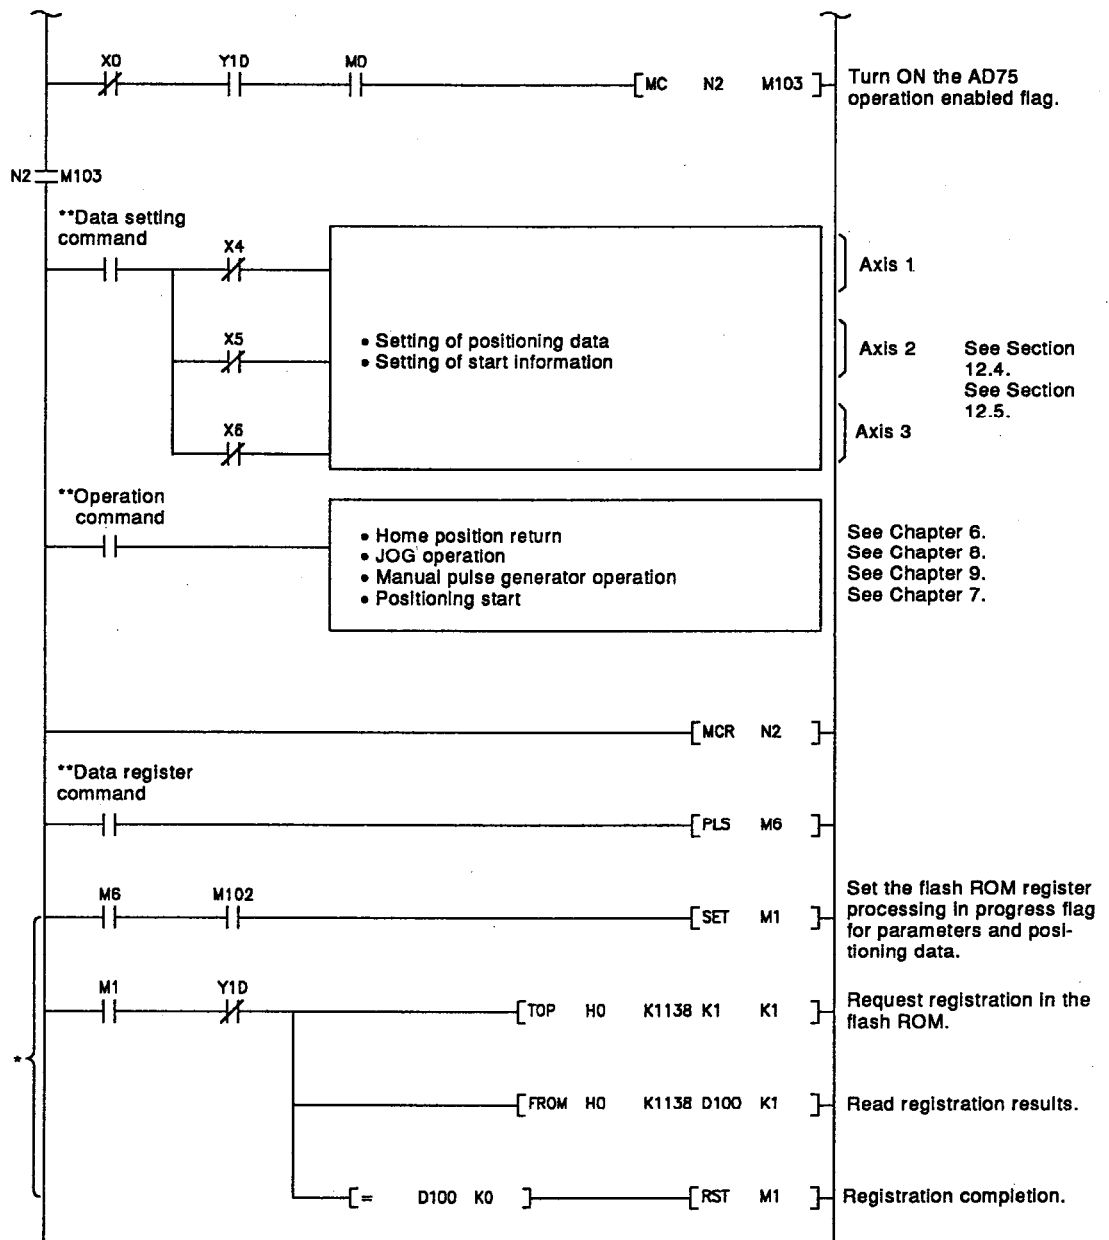 X0 Y1D M0
[MC N2 M103]
Turn ON the AD75
operation enabled flag.
N2 M103
**Data setting
command
X4
Axis 1
X5
• Setting of positioning data
• Setting of start information
Axis 2
See Section
12.4.
See Section
12.5.
X6
Axis 3
**Operation
command
• Home position return
• JOG operation
• Manual pulse generator operation
• Positioning start
See Chapter 6.
See Chapter 8.
See Chapter 9.
See Chapter 7.
[MCR N2]
**Data register
command
[PLS M6]
M6 M102
[SET M1]
Set the flash ROM register
processing in progress flag
for parameters and posi-
tioning data.
M1 Y1D
[TOP H0 K1138 K1 K1]
Request registration in the
flash ROM.
*
[FROM H0 K1138 D100 K1]
Read registration results.
[= D100 K0]
[RST M1]
Registration completion.